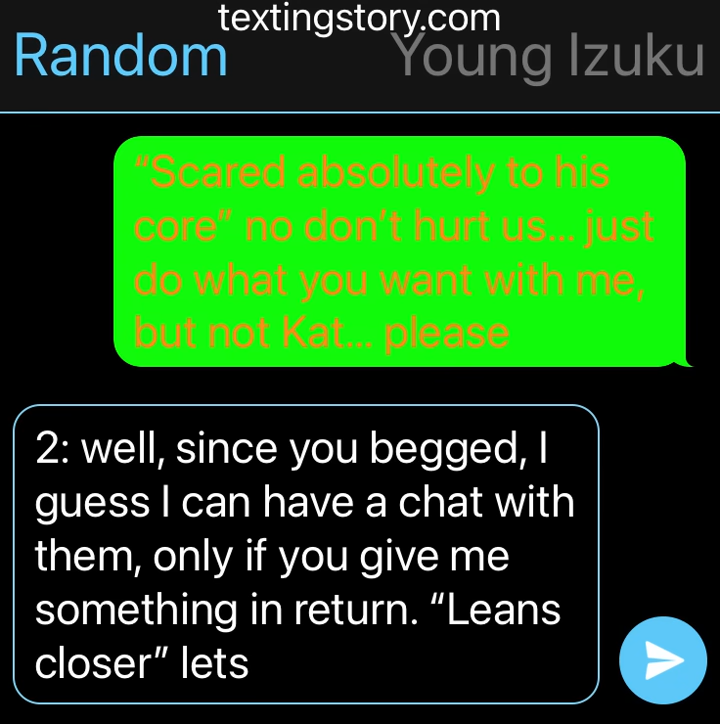 textingstory.com
Random Young Izuku
“Scared absolutely to his
core” no don’t hurt us... just
do what you want with me,
but not Kat... please
2: well, since you begged, I
guess I can have a chat with
them, only if you give me
something in return. “Leans
closer” lets